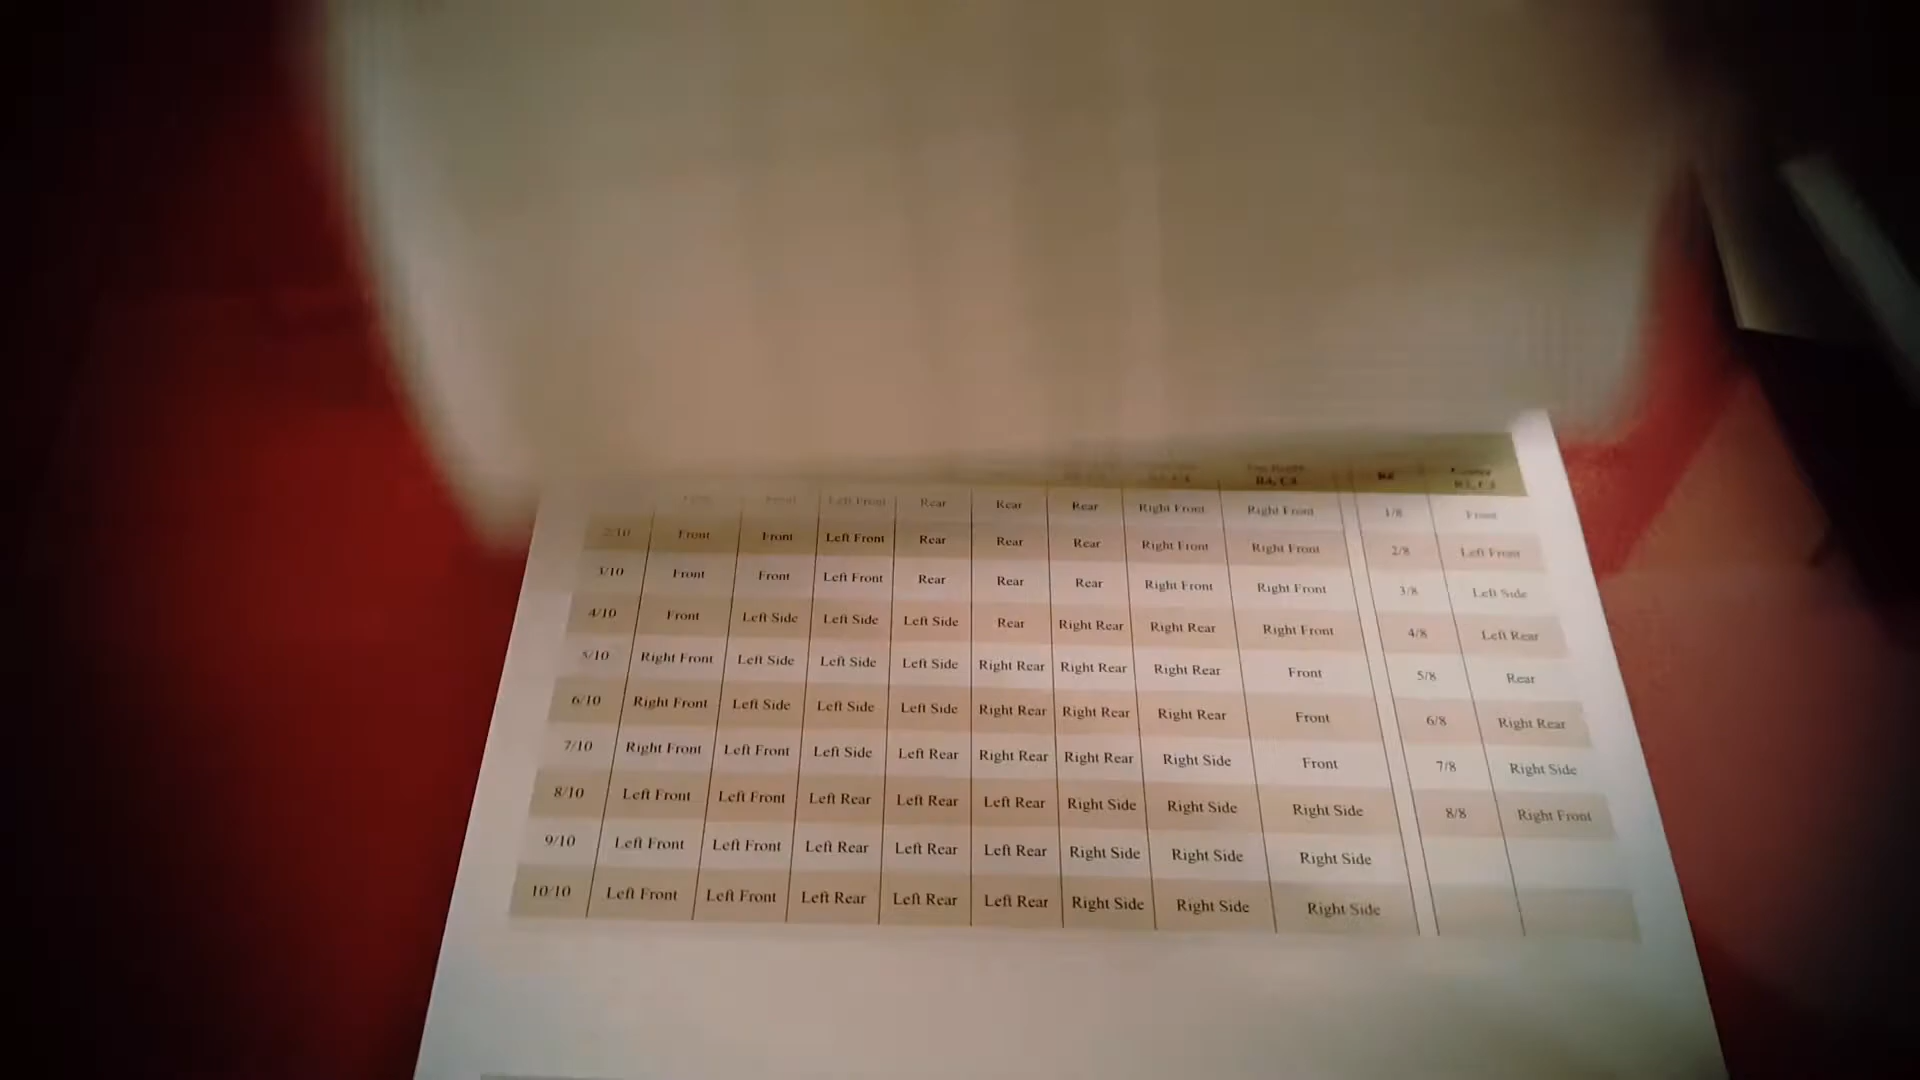 B4, C4 B4
Left Front Rear Rear Rear Right Front Right Front 1/8 Front
2/10 Front Front Left Front Rear Rear Rear Right Front Right Front 2/8 Left Front
3/10 Front Front Left Front Rear Rear Rear Right Front Right Front 3/8 Left Side
4/10 Front Left Side Left Side Left Side Rear Right Rear Right Rear Right Front 4/8 Left Rear
5/10 Right Front Left Side Left Side Left Side Right Rear Right Rear Right Rear Front 5/8 Rear
6/10 Right Front Left Side Left Side Left Side Right Rear Right Rear Right Rear Front 6/8 Right Rear
7/10 Right Front Left Front Left Side Left Rear Right Rear Right Rear Right Side Front 7/8 Right Side
8/10 Left Front Left Front Left Rear Left Rear Left Rear Right Side Right Side Right Side 8/8 Right Front
9/10 Left Front Left Front Left Rear Left Rear Left Rear Right Side Right Side Right Side
10/10 Left Front Left Front Left Rear Left Rear Left Rear Right Side Right Side Right Side